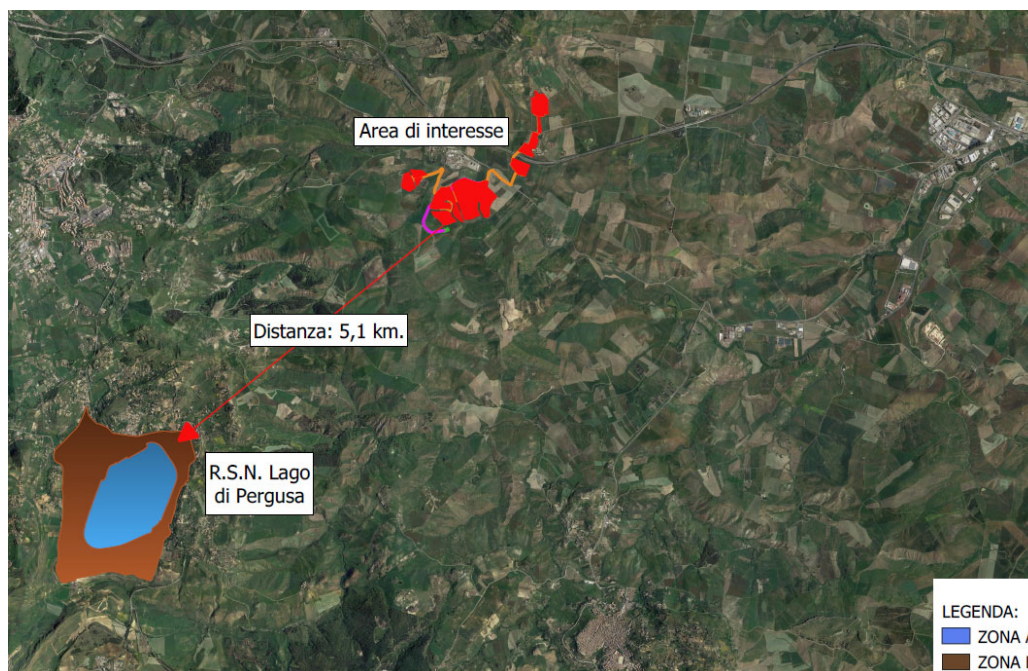 Area di interesse
Distanza: 5,1 km.
R.S.N. Lago
di Pergusa
LEGENDA:
ZONA
ZONA